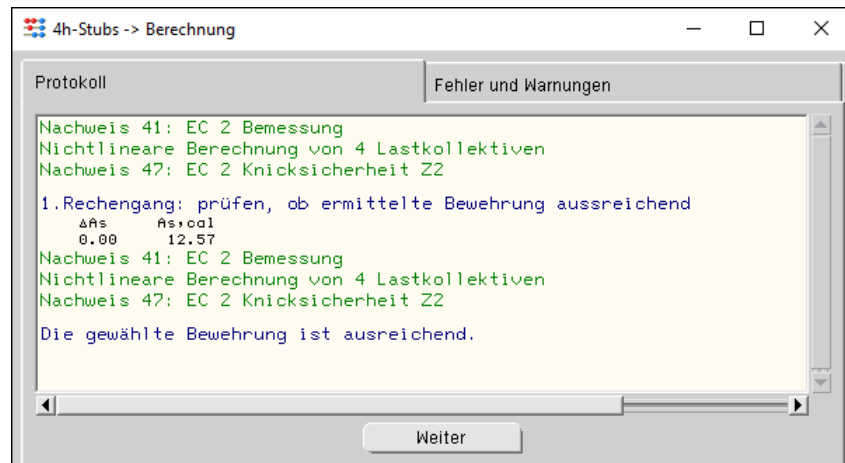 4h-Stubs -> Berechnung
Protokoll
Fehler und Warnungen
Nachweis 41: EC 2 Bemessung
Nichtlineare Berechnung von 4 Lastkollektiven
Nachweis 47: EC 2 Knicksicherheit Z2
1.Rechengang: prüfen, ob ermittelte Bewehrung aussreichend
ΔAs As,cal
0.00 12.57
Nachweis 41: EC 2 Bemessung
Nichtlineare Berechnung von 4 Lastkollektiven
Nachweis 47: EC 2 Knicksicherheit Z2
Die gewählte Bewehrung ist ausreichend.
Weiter